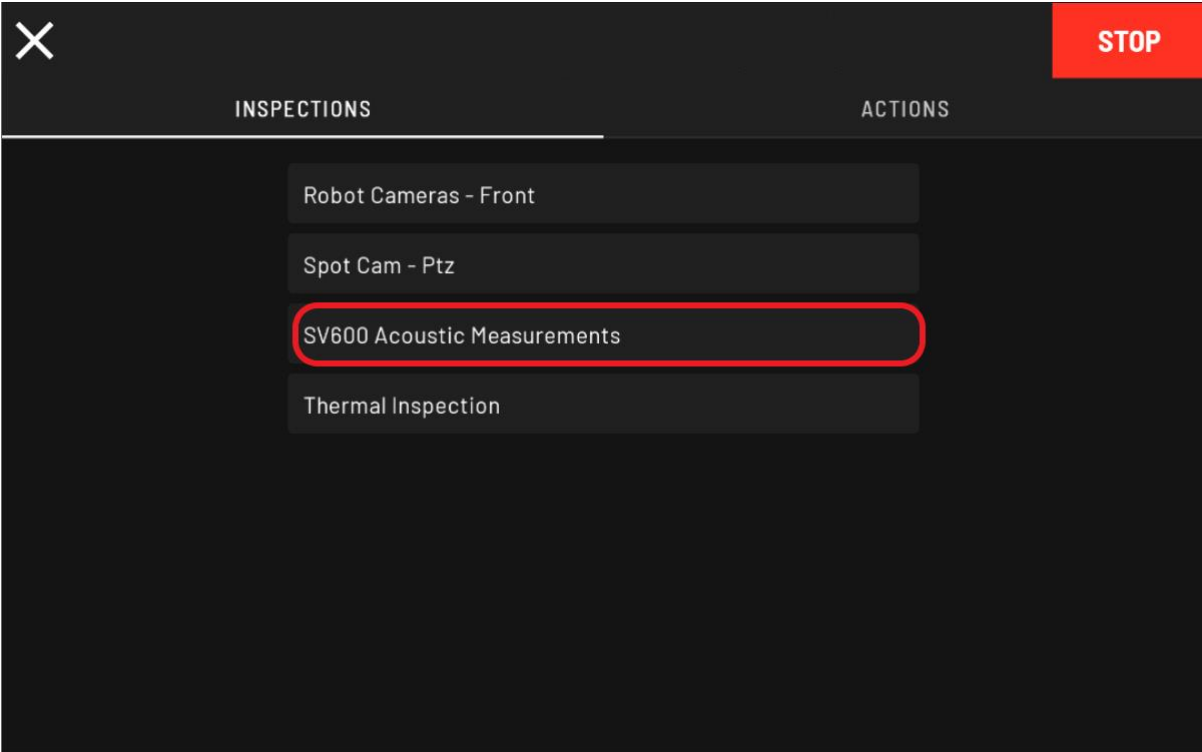 STOP
INSPECTIONS
ACTIONS
Robot Cameras - Front
Spot Cam - Ptz
SV600 Acoustic Measurements
Thermal Inspection